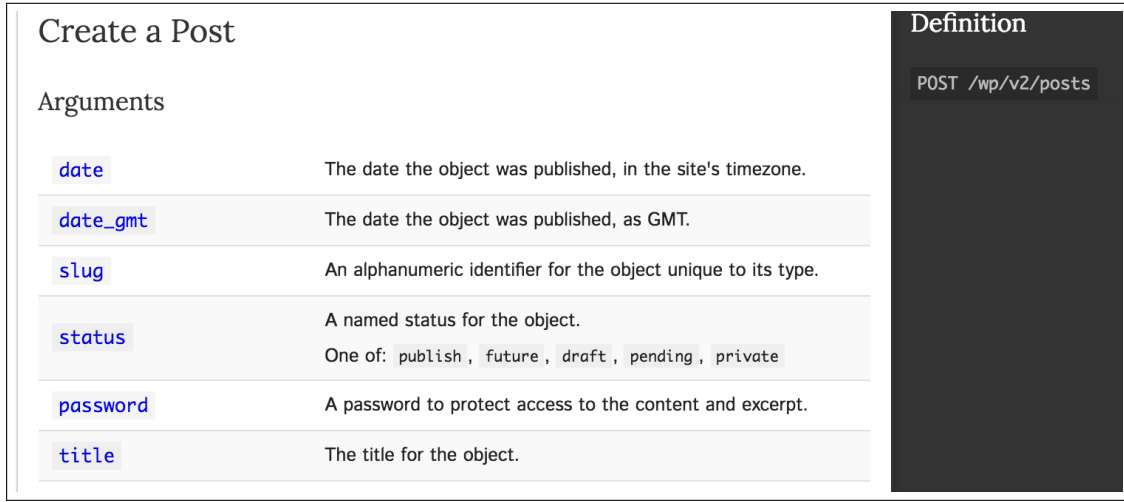 Create a Post
Arguments
date The date the object was published, in the site's timezone.
date_gmt The date the object was published, as GMT.
slug An alphanumeric identifier for the object unique to its type.
status A named status for the object.
One of: publish, future, draft, pending, private
password A password to protect access to the content and excerpt.
title The title for the object.
Definition
POST /wp/v2/posts